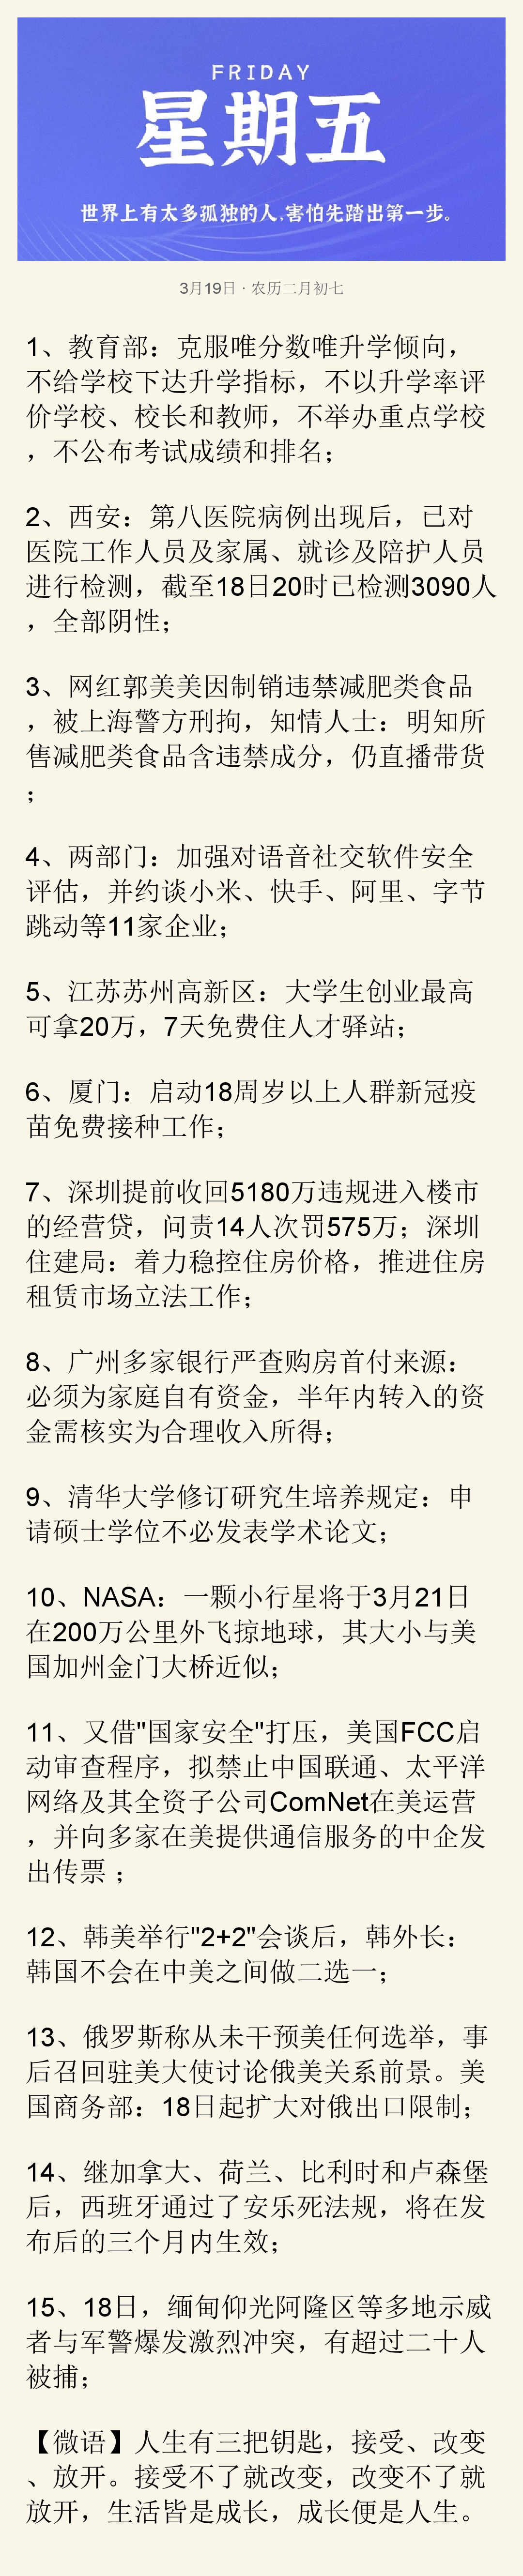 FRIDAY
星期五
世界上有太多孤独的人,害怕先踏出第一步。
3月19日 · 农历二月初七
1、教育部：克服唯分数唯升学倾向，
不给学校下达升学指标，不以升学率评
价学校、校长和教师，不举办重点学校
，不公布考试成绩和排名；
2、西安：第八医院病例出现后，已对
医院工作人员及家属、就诊及陪护人员
进行检测，截至18日20时已检测3090人
，全部阴性；
3、网红郭美美因制销违禁减肥类食品
，被上海警方刑拘，知情人士：明知所
售减肥类食品含违禁成分，仍直播带货
；
4、两部门：加强对语音社交软件安全
评估，并约谈小米、快手、阿里、字节
跳动等11家企业；
5、江苏苏州高新区：大学生创业最高
可拿20万，7天免费住人才驿站；
6、厦门：启动18周岁以上人群新冠疫
苗免费接种工作；
7、深圳提前收回5180万违规进入楼市
的经营贷，问责14人次罚575万；深圳
住建局：着力稳控住房价格，推进住房
租赁市场立法工作；
8、广州多家银行严查购房首付来源：
必须为家庭自有资金，半年内转入的资
金需核实为合理收入所得；
9、清华大学修订研究生培养规定：申
请硕士学位不必发表学术论文；
10、NASA：一颗小行星将于3月21日
在200万公里外飞掠地球，其大小与美
国加州金门大桥近似；
11、又借"国家安全"打压，美国FCC启
动审查程序，拟禁止中国联通、太平洋
网络及其全资子公司ComNet在美运营
，并向多家在美提供通信服务的中企发
出传票 ；
12、韩美举行"2+2"会谈后，韩外长：
韩国不会在中美之间做二选一；
13、俄罗斯称从未干预美任何选举，事
后召回驻美大使讨论俄美关系前景。美
国商务部：18日起扩大对俄出口限制；
14、继加拿大、荷兰、比利时和卢森堡
后，西班牙通过了安乐死法规，将在发
布后的三个月内生效；
15、18日，缅甸仰光阿隆区等多地示威
者与军警爆发激烈冲突，有超过二十人
被捕；
【微语】人生有三把钥匙，接受、改变
、放开。接受不了就改变，改变不了就
放开，生活皆是成长，成长便是人生。